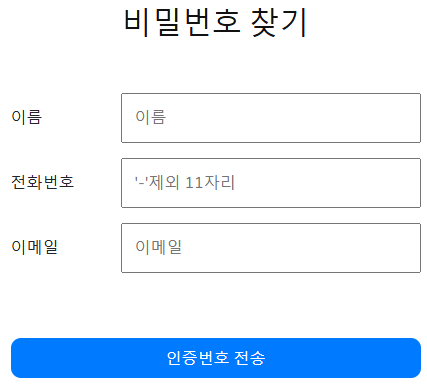 비밀번호 찾기
이름 이름
전화번호 '-'제외 11자리
이메일 이메일
인증번호 전송